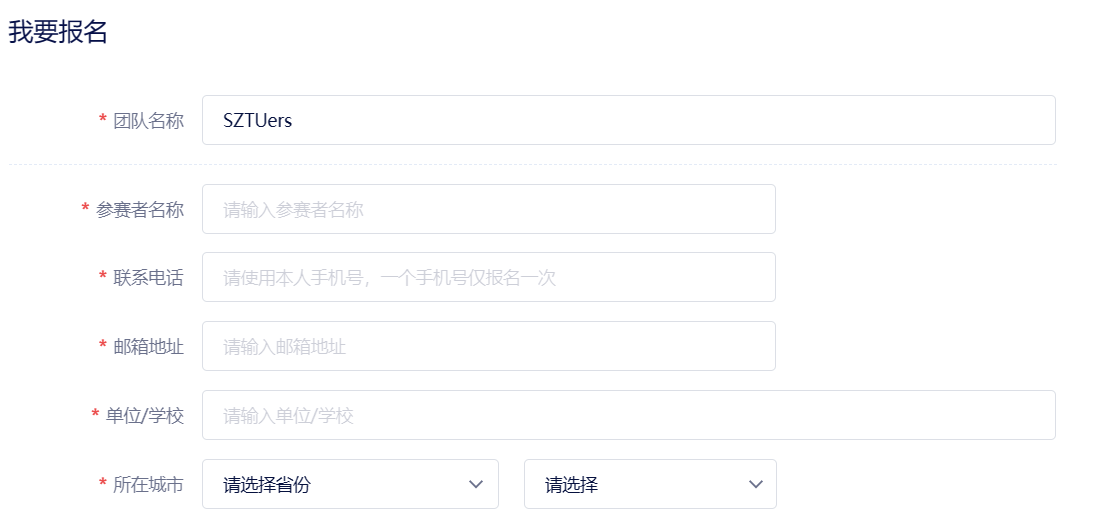 我要报名
* 团队名称 SZTUers
* 参赛者名称 请输入参赛者名称
* 联系电话 请使用本人手机号，一个手机号仅报名一次
* 邮箱地址 请输入邮箱地址
* 单位/学校 请输入单位/学校
* 所在城市 请选择省份 请选择